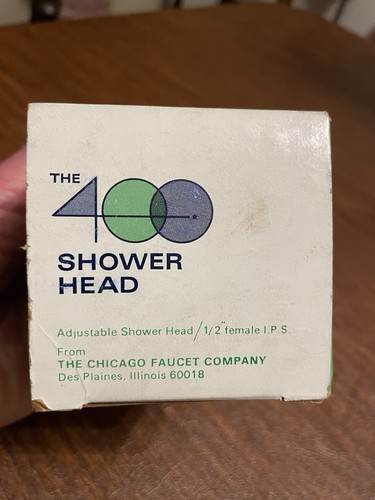 THE
400
SHOWER
HEAD
Adjustable Shower Head/1/2" female I.P.S.
From
THE CHICAGO FAUCET COMPANY
Des Plaines, Illinois 60018